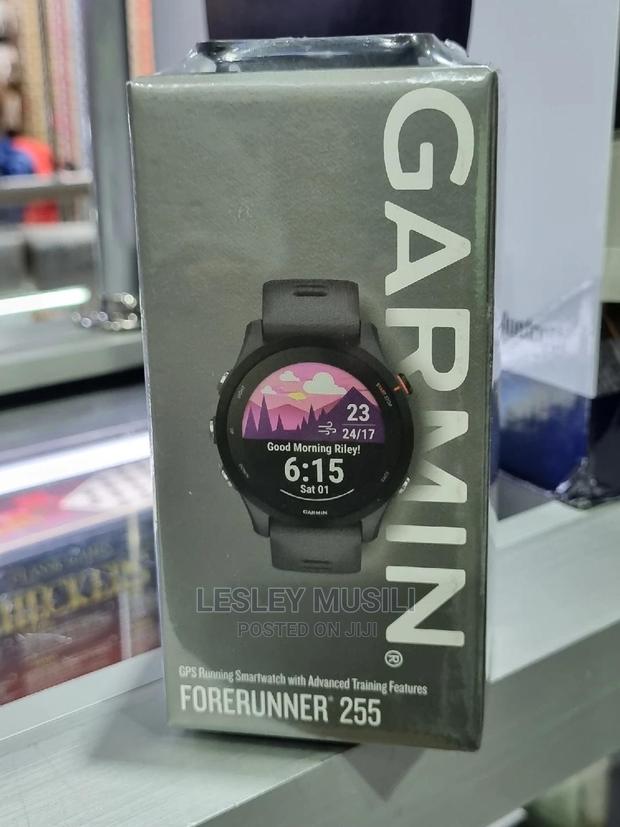 GARMIN®
23
24/17
Good Morning Riley!
6:15
Sat 01
GARMIN
LESLEY MUSILI
POSTED ON JIJI
GPS Running Smartwatch with Advanced Training Features
FORERUNNER® 255